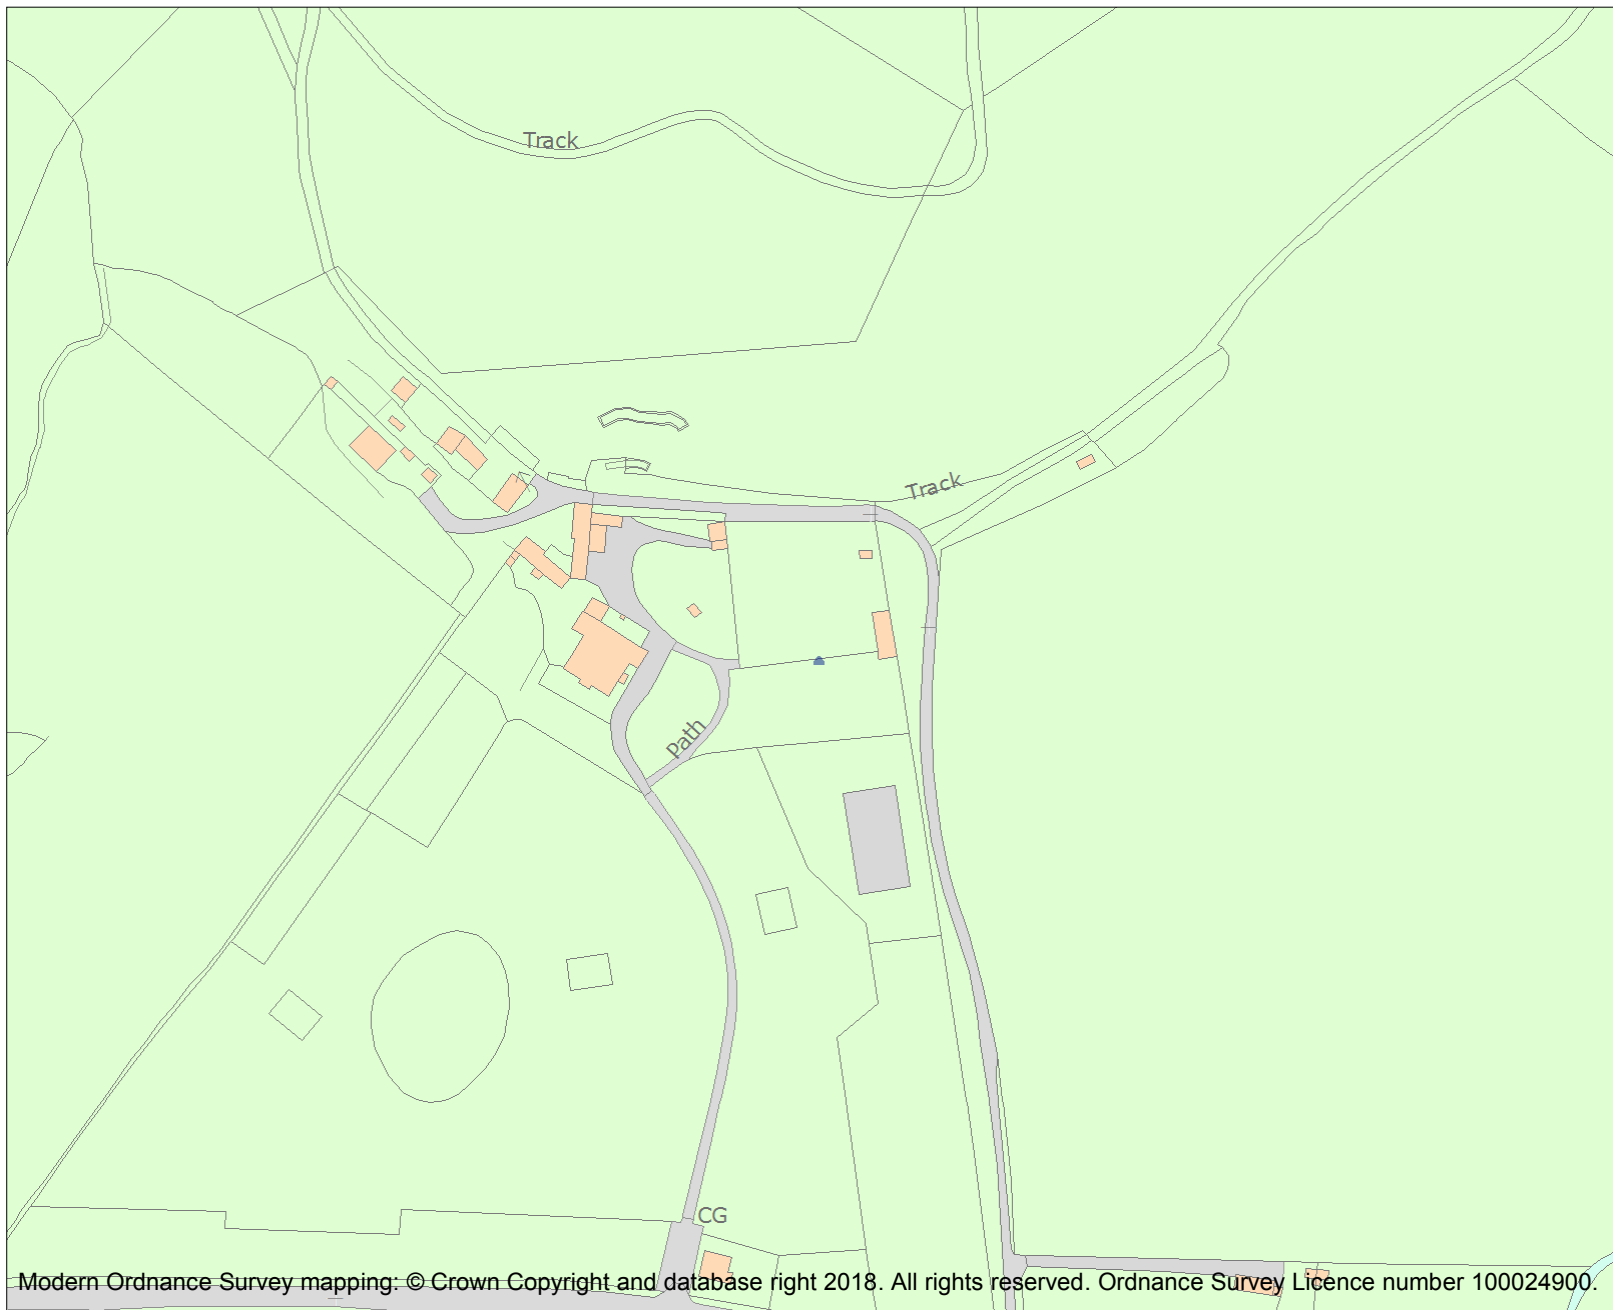 Track
Track
Path
CG
Modern Ordnance Survey mapping: © Crown Copyright and database right 2018. All rights reserved. Ordnance Survey Licence number 100024900.